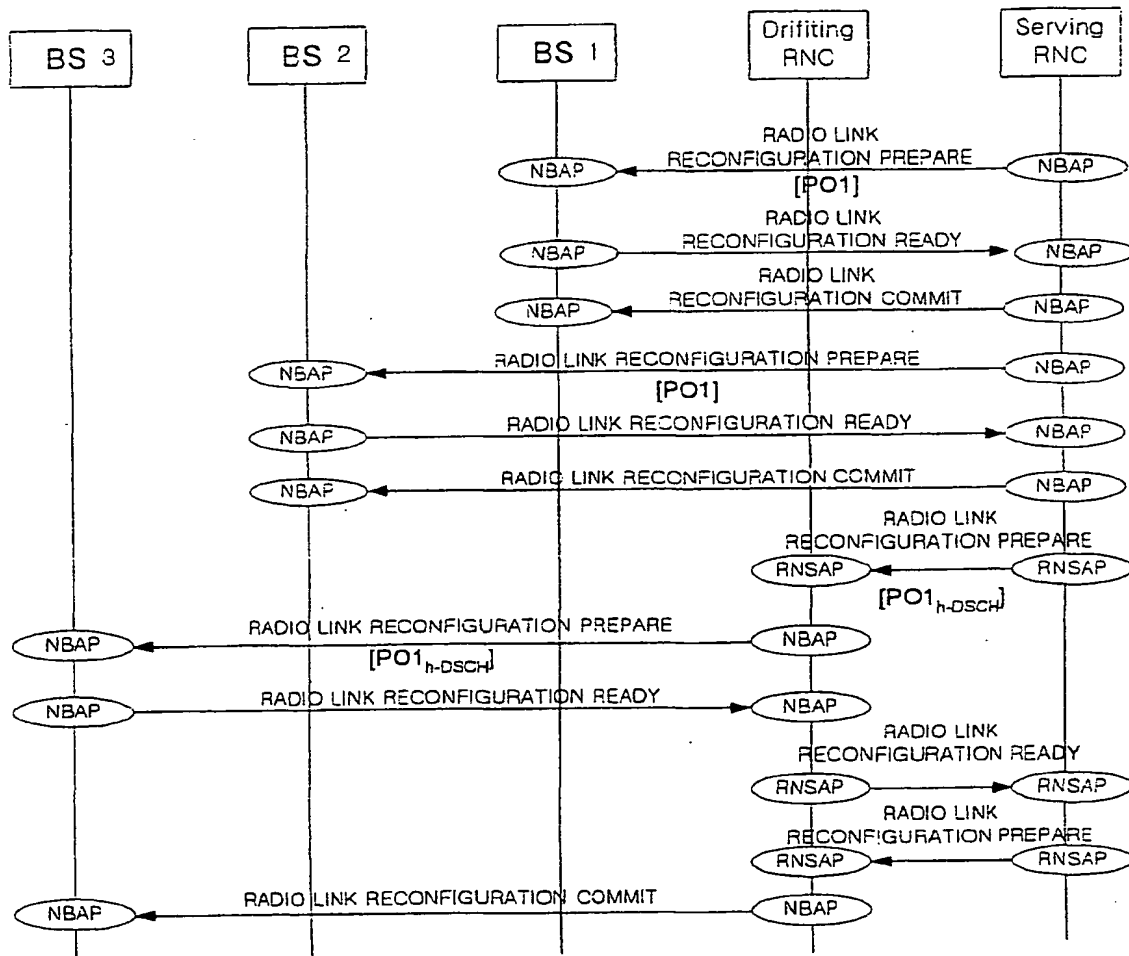 BS 3
BS 2
BS 1
Drifiting
RNC
Serving
RNC
RADIO LINK
RECONFIGURATION PREPARE
NBAP
NBAP
[PO1]
RADIO LINK
RECONFIGURATION READY
NBAP
NBAP
RADIO LINK
RECONFIGURATION COMMIT
NBAP
NBAP
RADIO LINK RECONFIGURATION PREPARE
NBAP
NBAP
[PO1]
RADIO LINK RECONFIGURATION READY
NBAP
NBAP
RADIO LINK RECONFIGURATION COMMIT
NBAP
NBAP
RADIO LINK
RECONFIGURATION PREPARE
RNSAP
RNSAP
[PO1h-DSCH]
RADIO LINK RECONFIGURATION PREPARE
NBAP
NBAP
[PO1h-DSCH]
RADIO LINK RECONFIGURATION READY
NBAP
NBAP
RADIO LINK
RECONFIGURATION READY
RNSAP
RNSAP
RADIO LINK
RECONFIGURATION PREPARE
RNSAP
RNSAP
RADIO LINK RECONFIGURATION COMMIT
NBAP
NBAP